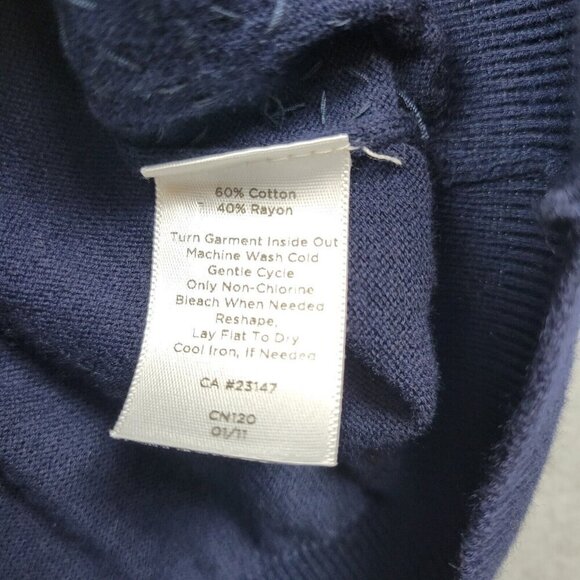 60% Cotton
40% Rayon
Turn Garment Inside Out
Machine Wash Cold
Gentle Cycle
Only Non-Chlorine
Bleach When Needed
Reshape,
Lay Flat To Dry
Cool Iron, If Needed
CA #23147
CN120
01/11